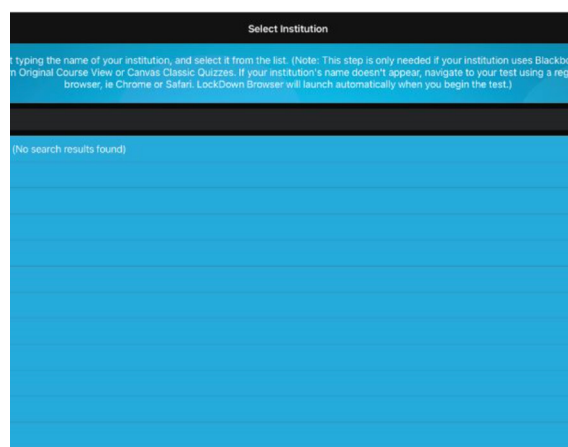 Select Institution
t typing the name of your institution, and select it from the list. (Note: This step is only needed if your institution uses Blackbo
n Original Course View or Canvas Classic Quizzes. If your institution's name doesn't appear, navigate to your test using a reg
browser, ie Chrome or Safari. LockDown Browser will launch automatically when you begin the test.)
(No search results found)